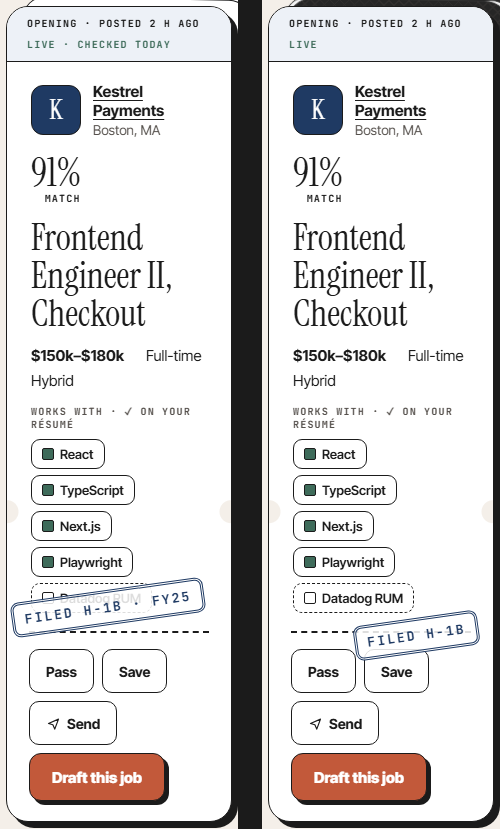 OPENING · POSTED 2 H AGO
LIVE · CHECKED TODAY
K
Kestrel
Payments
Boston, MA
91%
MATCH
Frontend
Engineer II,
Checkout
$150k–$180k Full-time
Hybrid
WORKS WITH · ✓ ON YOUR
RÉSUMÉ
React
TypeScript
Next.js
Playwright
Datadog RUM
FILED H-1B · FY25
Pass Save
Send
Draft this job
OPENING · POSTED 2 H AGO
LIVE
K
Kestrel
Payments
Boston, MA
91%
MATCH
Frontend
Engineer II,
Checkout
$150k–$180k Full-time
Hybrid
WORKS WITH · ✓ ON YOUR
RÉSUMÉ
React
TypeScript
Next.js
Playwright
Datadog RUM
FILED H-1B
Pass Save
Send
Draft this job